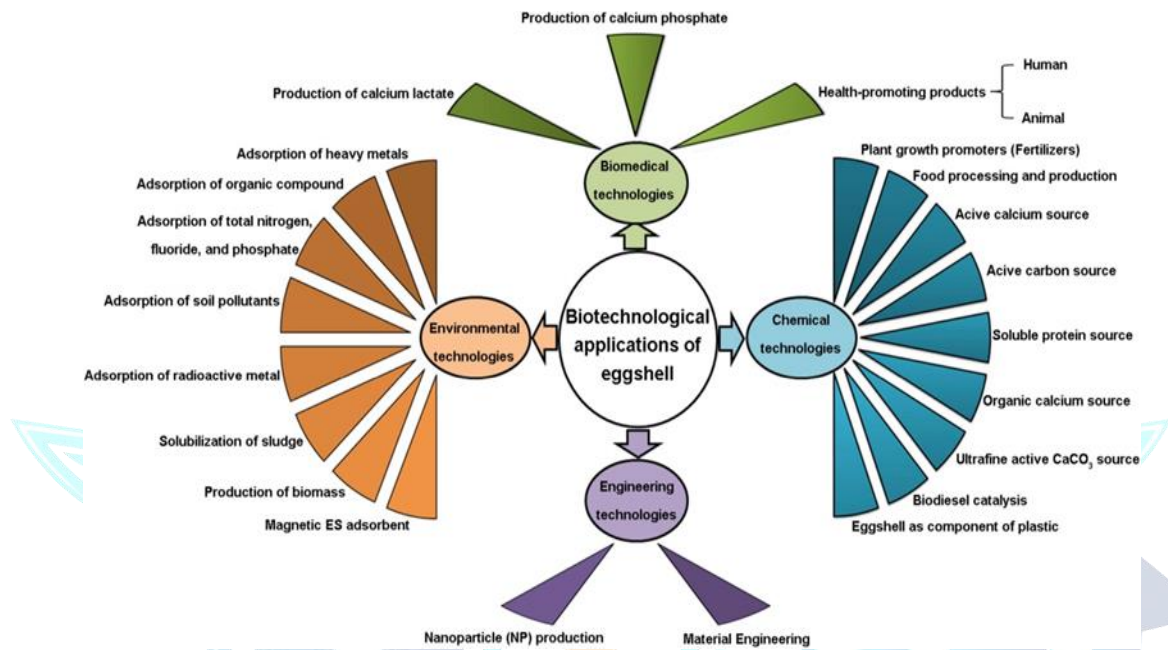 Production of calcium phosphate
Production of calcium lactate
Health-promoting products
Human
Animal
Biomedical
technologies
Adsorption of heavy metals
Adsorption of organic compound
Adsorption of total nitrogen,
fluoride, and phosphate
Adsorption of soil pollutants
Adsorption of radioactive metal
Solubilization of sludge
Production of biomass
Magnetic ES adsorbent
Environmental
technologies
Biotechnological
applications of
eggshell
Chemical
technologies
Plant growth promoters (Fertilizers)
Food processing and production
Acive calcium source
Acive carbon source
Soluble protein source
Organic calcium source
Ultrafine active CaCO₃ source
Biodiesel catalysis
Eggshell as component of plastic
Engineering
technologies
Nanoparticle (NP) production
Material Engineering